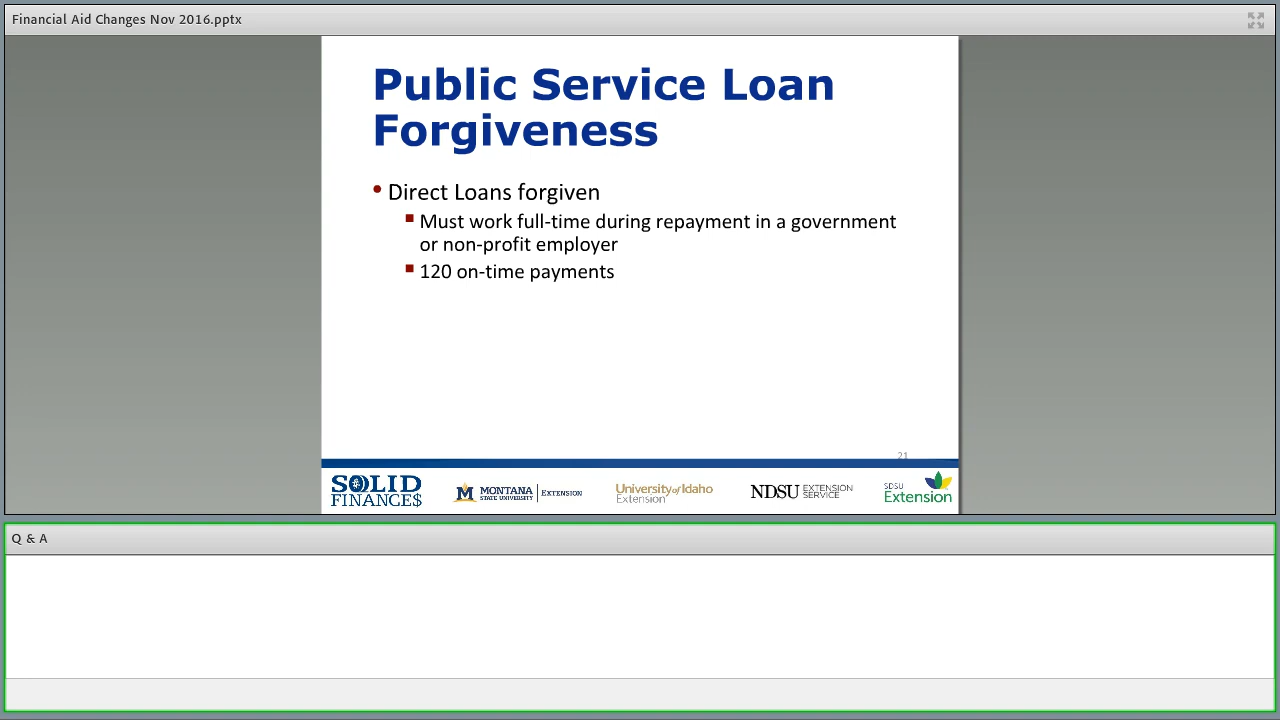 Financial Aid Changes Nov 2016.pptx
Public Service Loan
Forgiveness
• Direct Loans forgiven
▪ Must work full-time during repayment in a government
or non-profit employer
▪ 120 on-time payments
21
SOLID
FINANCE$
M MONTANA
STATE UNIVERSITY
EXTENSION
University of Idaho
Extension
NDSU EXTENSION
SERVICE
SDSU
Extension
Q & A